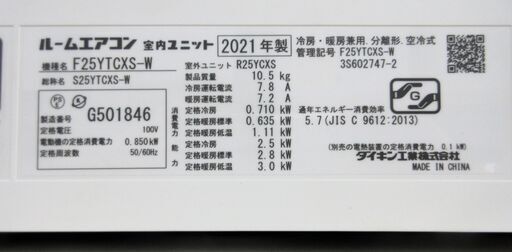 ルームエアコン 室内ユニット 2021年製
冷房・暖房兼用.分離形.空冷式
管理記号 F25YTCXS-W
3S602747-2
機種名 F25YTCXS-W
総称名 S25YTCXS-W
製造番号 G501846
定格電圧 100V
電動機の定格消費電力 0.850kW
定格周波数 50/60Hz
室外ユニット R25YCXS
製品質量 10.5 kg
冷房運転電流 7.8 A
暖房運転電流 7.2 A
消費電力
定格冷房 0.710 kW
定格暖房標準 0.635 kW
定格暖房低温 1.11 kW
能力
定格冷房 2.5 kW
定格暖房標準 2.8 kW
定格暖房低温 3.0 kW
通年エネルギー消費効率
5.7(JIS C 9612:2013)
(別売の電熱装置の定格消費電力 0.1 kW)
ダイキン工業株式会社
MADE IN CHINA